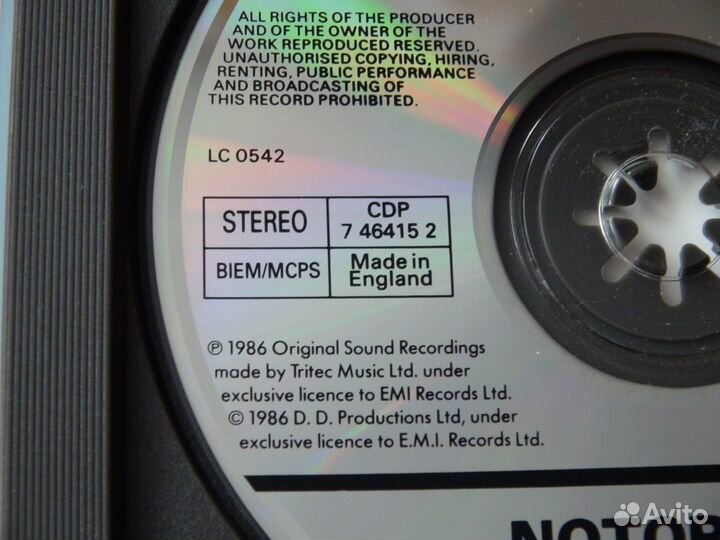 ALL RIGHTS OF THE PRODUCER
AND OF THE OWNER OF THE
WORK REPRODUCED RESERVED.
UNAUTHORISED COPYING, HIRING,
RENTING, PUBLIC PERFORMANCE
AND BROADCASTING OF
THIS RECORD PROHIBITED.
LC 0542
STEREO
CDP
7 46415 2
BIEM/MCPS
Made in
England
℗ 1986 Original Sound Recordings
made by Tritec Music Ltd. under
exclusive licence to EMI Records Ltd.
© 1986 D. D. Productions Ltd, under
exclusive licence to E.M.I. Records Ltd.
NOTOR
Avito